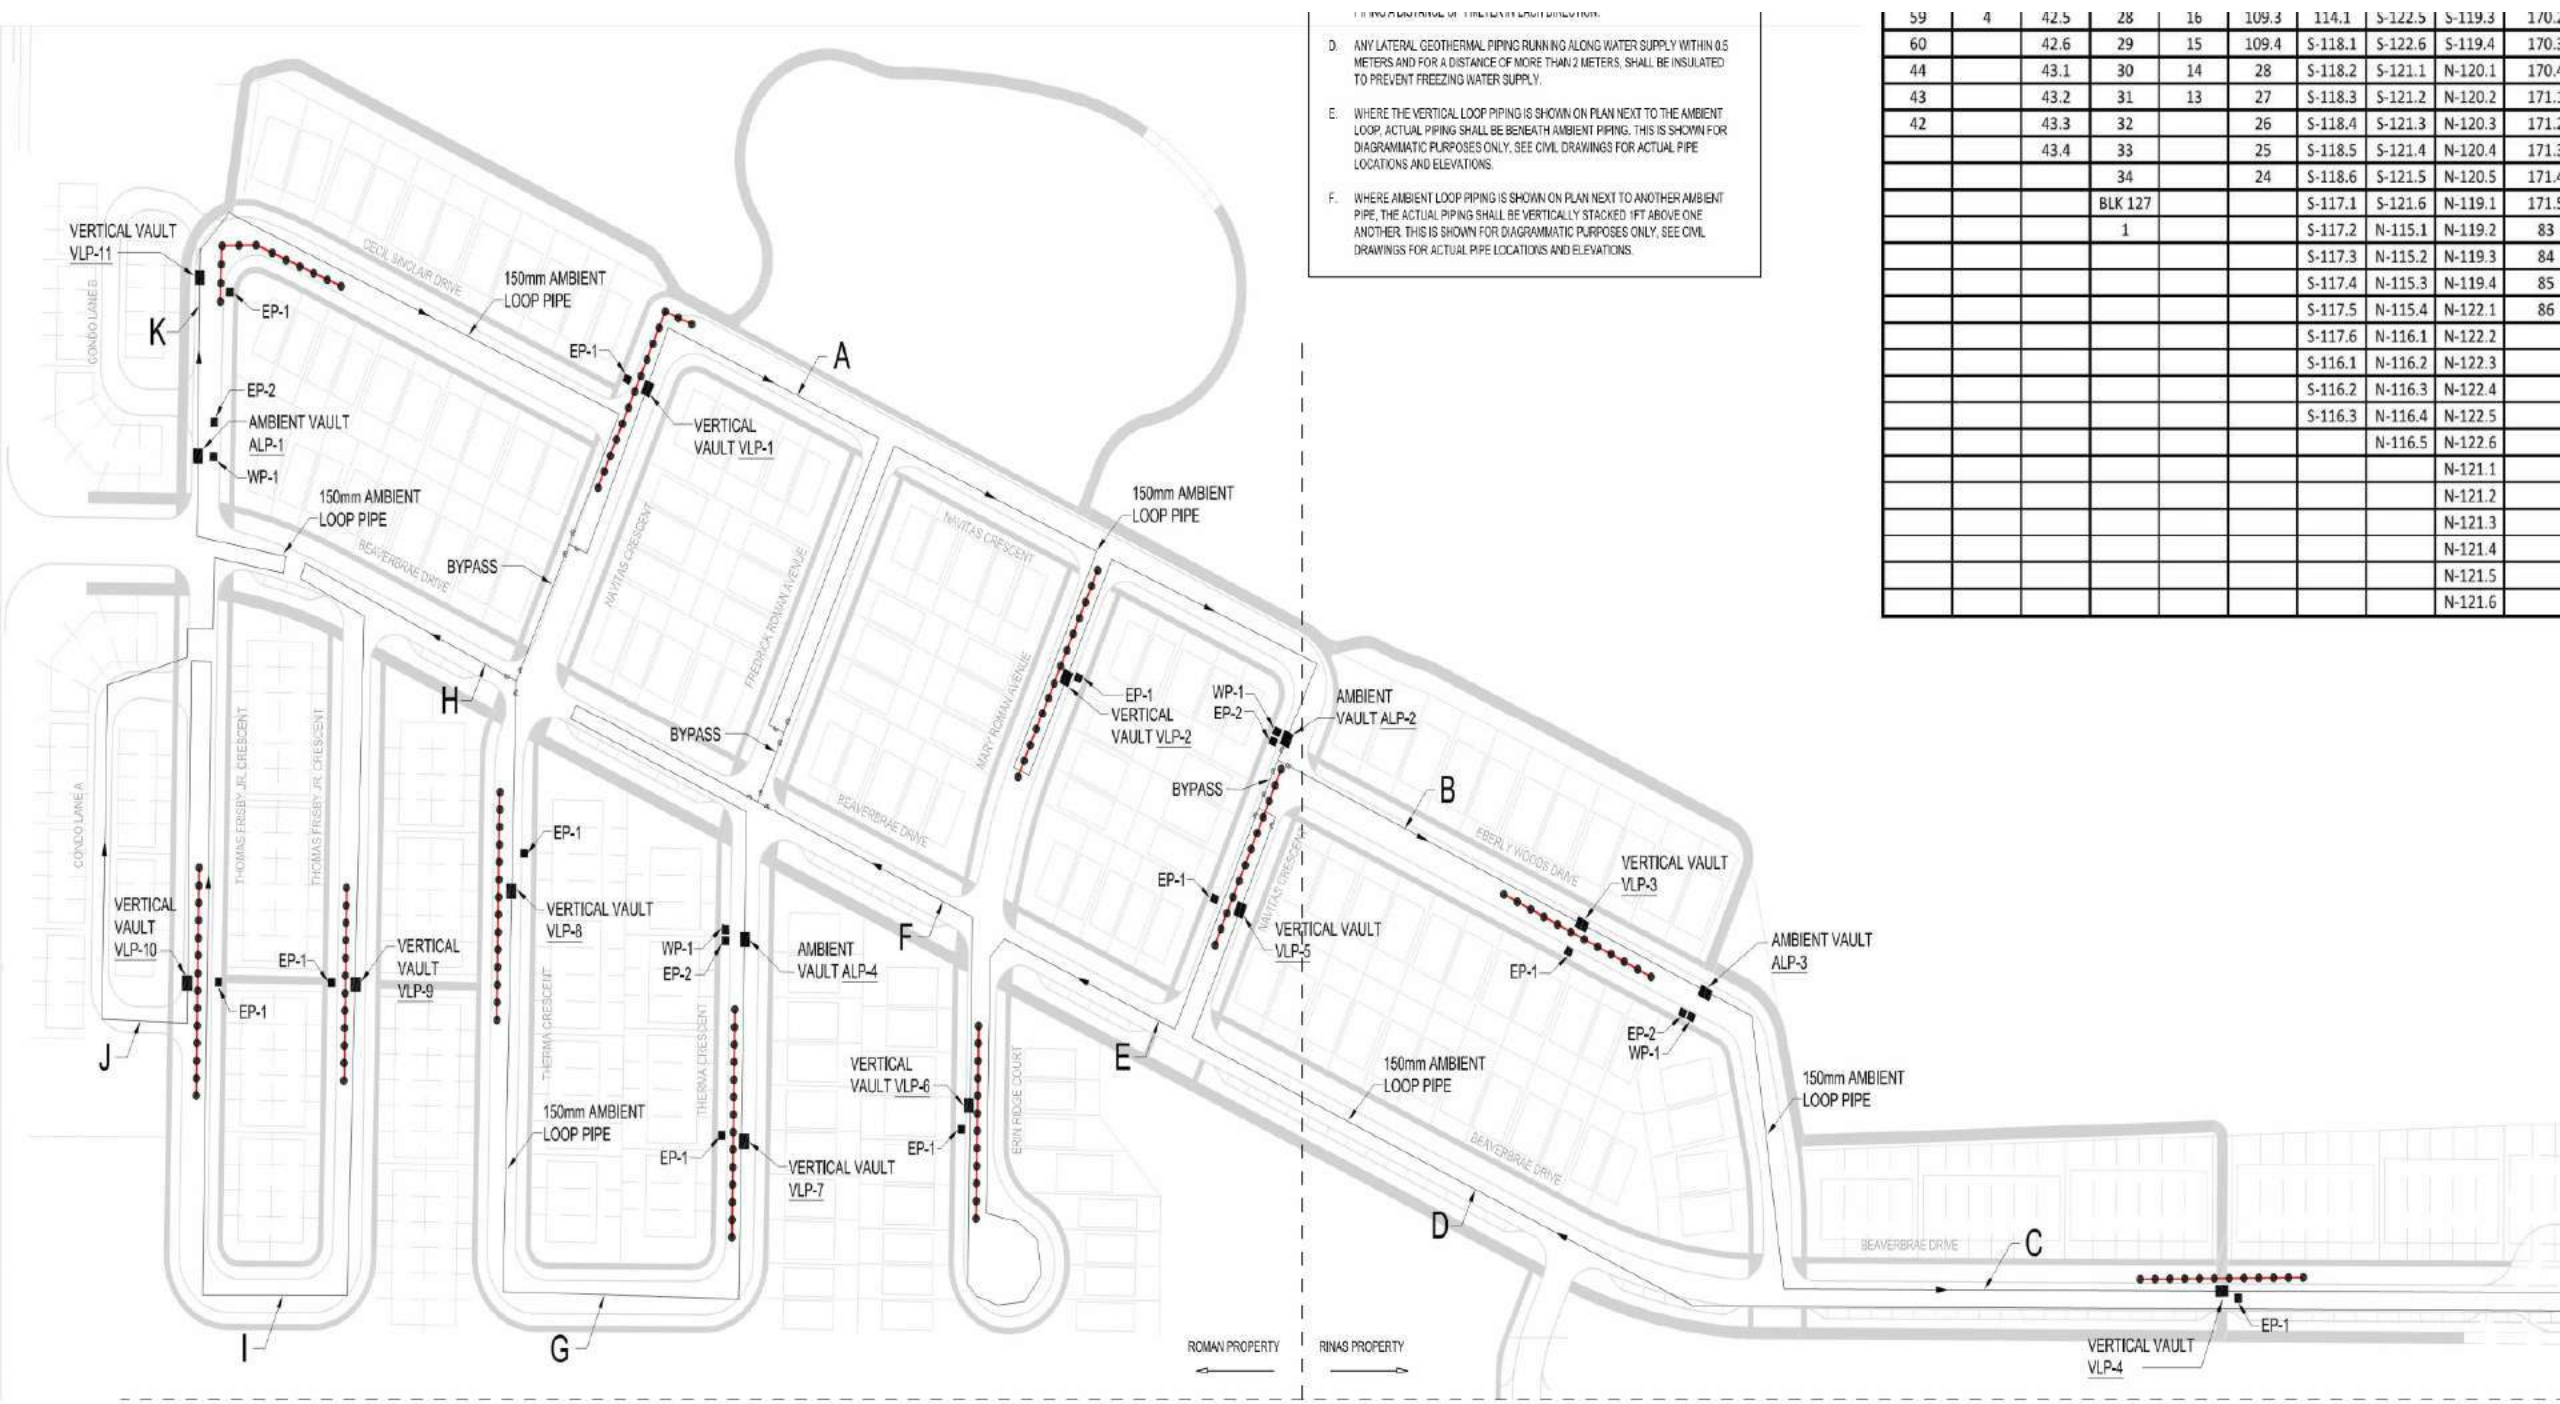 D. ANY LATERAL GEOTHERMAL PIPING RUNNING ALONG WATER SUPPLY WITHIN 0.5
METERS AND FOR A DISTANCE OF MORE THAN 2 METERS, SHALL BE INSULATED
TO PREVENT FREEZING WATER SUPPLY.
E. WHERE THE VERTICAL LOOP PIPING IS SHOWN ON PLAN NEXT TO THE AMBIENT
LOOP, ACTUAL PIPING SHALL BE BENEATH AMBIENT PIPING. THIS IS SHOWN FOR
DIAGRAMMATIC PURPOSES ONLY, SEE CIVIL DRAWINGS FOR ACTUAL PIPE
LOCATIONS AND ELEVATIONS.
F. WHERE AMBIENT LOOP PIPING IS SHOWN ON PLAN NEXT TO ANOTHER AMBIENT
PIPE, THE ACTUAL PIPING SHALL BE VERTICALLY STACKED 1FT ABOVE ONE
ANOTHER. THIS IS SHOWN FOR DIAGRAMMATIC PURPOSES ONLY, SEE CIVIL
DRAWINGS FOR ACTUAL PIPE LOCATIONS AND ELEVATIONS.
59 4 42.5 28 16 109.3 114.1 S-122.5 S-119.3 170.2
60 42.6 29 15 109.4 S-118.1 S-122.6 S-119.4 170.3
44 43.1 30 14 28 S-118.2 S-121.1 N-120.1 170.4
43 43.2 31 13 27 S-118.3 S-121.2 N-120.2 171.1
42 43.3 32 26 S-118.4 S-121.3 N-120.3 171.2
43.4 33 25 S-118.5 S-121.4 N-120.4 171.3
34 24 S-118.6 S-121.5 N-120.5 171.4
BLK 127 S-117.1 S-121.6 N-119.1 171.5
1 S-117.2 N-115.1 N-119.2 83
S-117.3 N-115.2 N-119.3 84
S-117.4 N-115.3 N-119.4 85
S-117.5 N-115.4 N-122.1 86
S-117.6 N-116.1 N-122.2
S-116.1 N-116.2 N-122.3
S-116.2 N-116.3 N-122.4
S-116.3 N-116.4 N-122.5
N-116.5 N-122.6
N-121.1
N-121.2
N-121.3
N-121.4
N-121.5
N-121.6
VERTICAL VAULT
VLP-11
CONDO LANE B
K
EP-1
CECIL SINCLAIR DRIVE
150mm AMBIENT
LOOP PIPE
EP-1
A
VERTICAL
VAULT VLP-1
EP-2
AMBIENT VAULT
ALP-1
WP-1
150mm AMBIENT
LOOP PIPE
BEAVERBRAE DRIVE
BYPASS
NAVITAS CRESCENT
FREDRICK ROMAN AVENUE
NAVITAS CRESCENT
150mm AMBIENT
LOOP PIPE
H
BYPASS
MARY ROMAN AVENUE
EP-1
VERTICAL
VAULT VLP-2
WP-1
EP-2
AMBIENT
VAULT ALP-2
BYPASS
B
EBERLY WOODS DRIVE
VERTICAL VAULT
VLP-3
CONDO LANE A
THOMAS FRISBY JR. CRESCENT
THOMAS FRISBY JR. CRESCENT
BEAVERBRAE DRIVE
EP-1
EP-1
NAVITAS CRESCENT
VERTICAL
VAULT
VLP-10
VERTICAL VAULT
VLP-8
F
VERTICAL VAULT
VLP-5
EP-1
AMBIENT VAULT
ALP-3
EP-1
VERTICAL
VAULT
VLP-9
WP-1
EP-2
AMBIENT
VAULT ALP-4
EP-1
THERMA CRESCENT
THERMA CRESCENT
EP-2
WP-1
J
E
VERTICAL
VAULT VLP-6
EP-1
ERIN RIDGE COURT
150mm AMBIENT
LOOP PIPE
150mm AMBIENT
LOOP PIPE
150mm AMBIENT
LOOP PIPE
EP-1
VERTICAL VAULT
VLP-7
BEAVERBRAE DRIVE
D
BEAVERBRAE DRIVE
C
I
G
ROMAN PROPERTY
RINAS PROPERTY
EP-1
VERTICAL VAULT
VLP-4